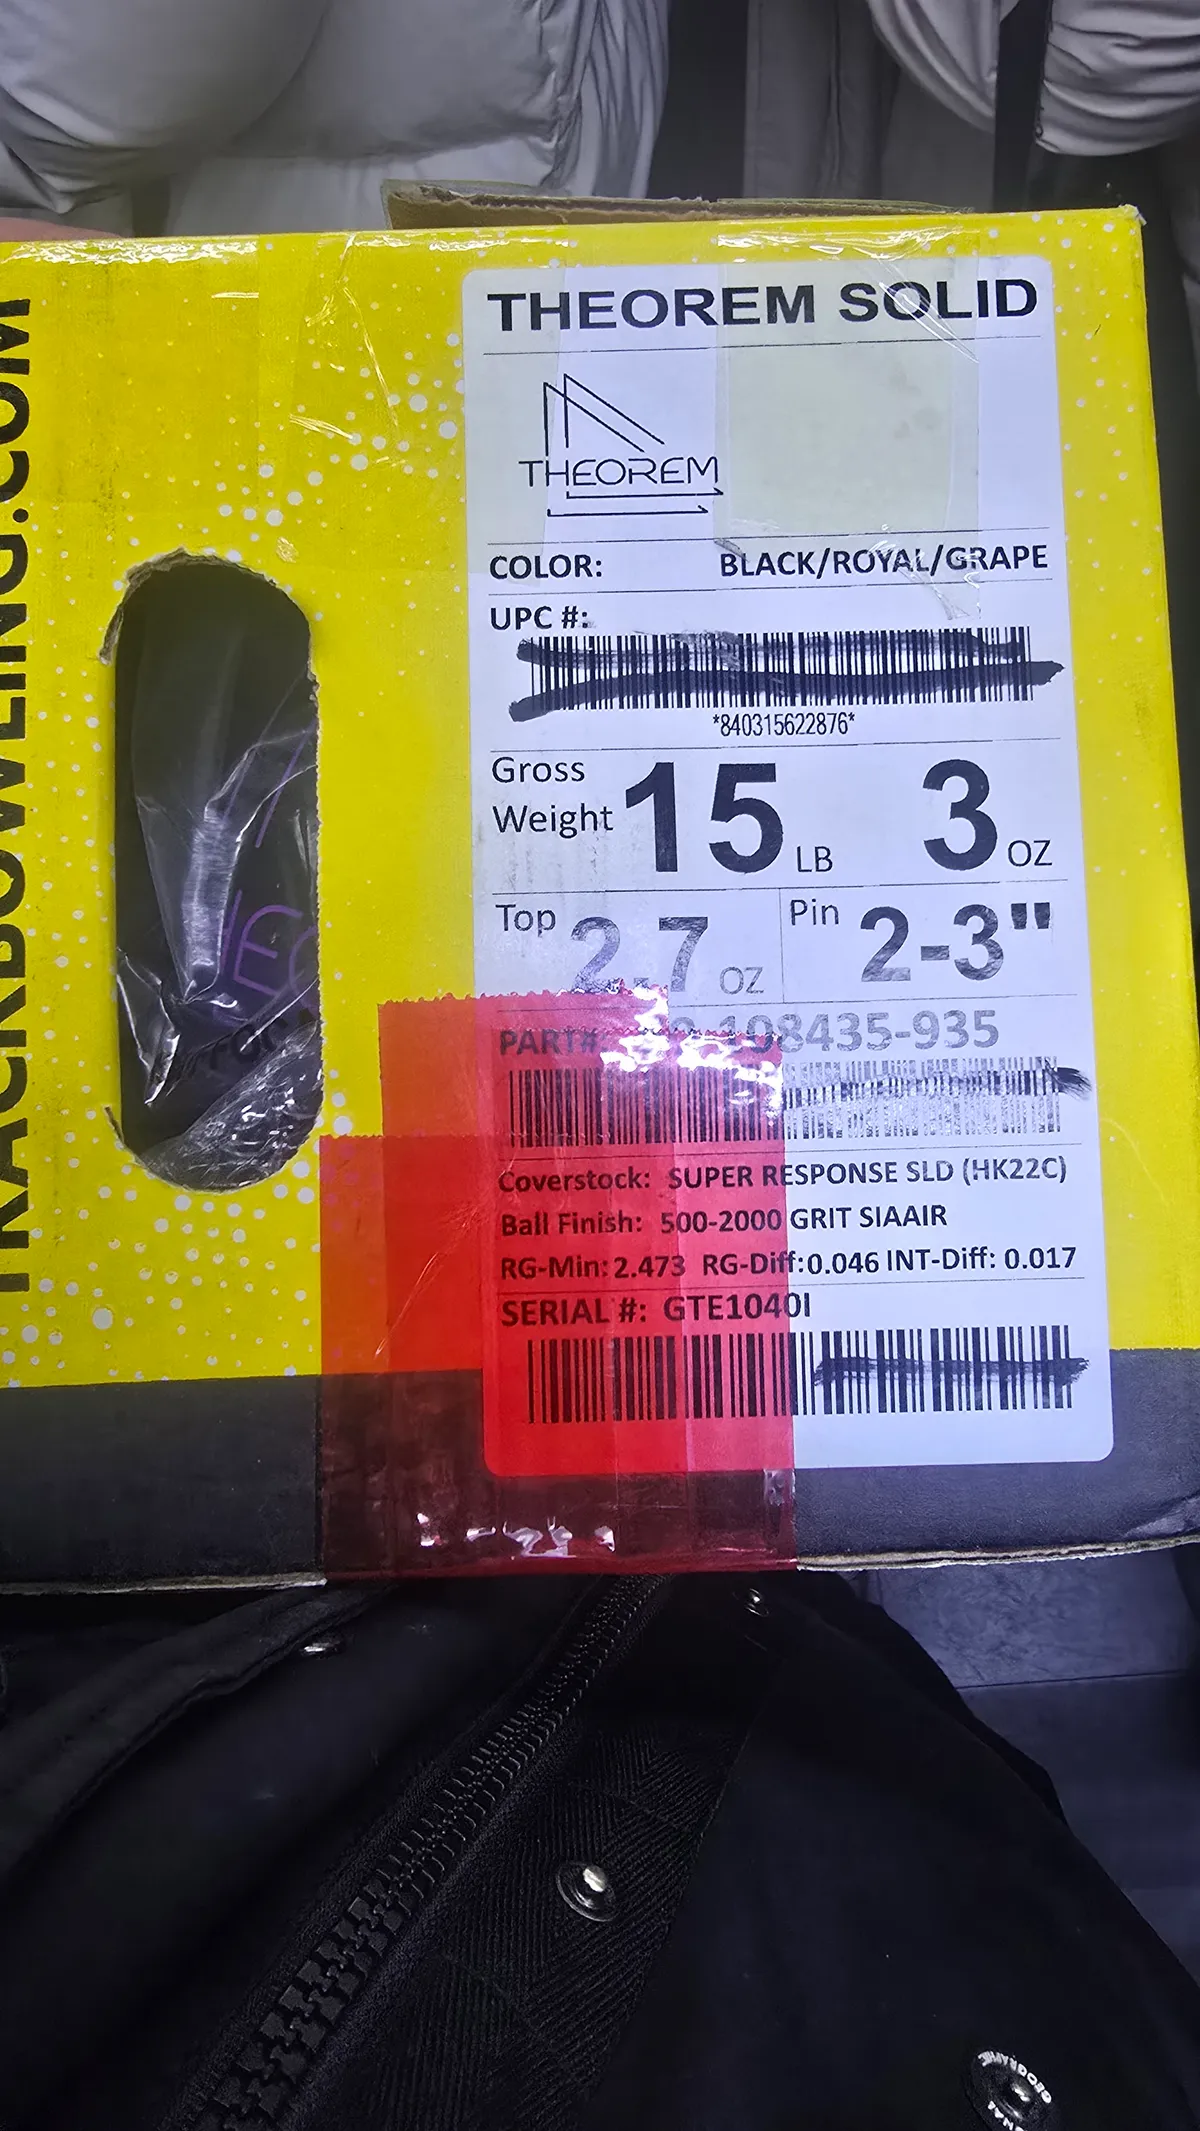 TRACKBOWLING.COM
THEOREM SOLID
THEOREM
COLOR: BLACK/ROYAL/GRAPE
UPC #:
*840315622876*
Gross Weight 15 LB 3 OZ
Top 2.7 OZ Pin 2-3"
PART#: 108435-935
Coverstock: SUPER RESPONSE SLD (HK22C)
Ball Finish: 500-2000 GRIT SIAAIR
RG-Min: 2.473 RG-Diff: 0.046 INT-Diff: 0.017
SERIAL #: GTE1040I
GEOGRAPHIC